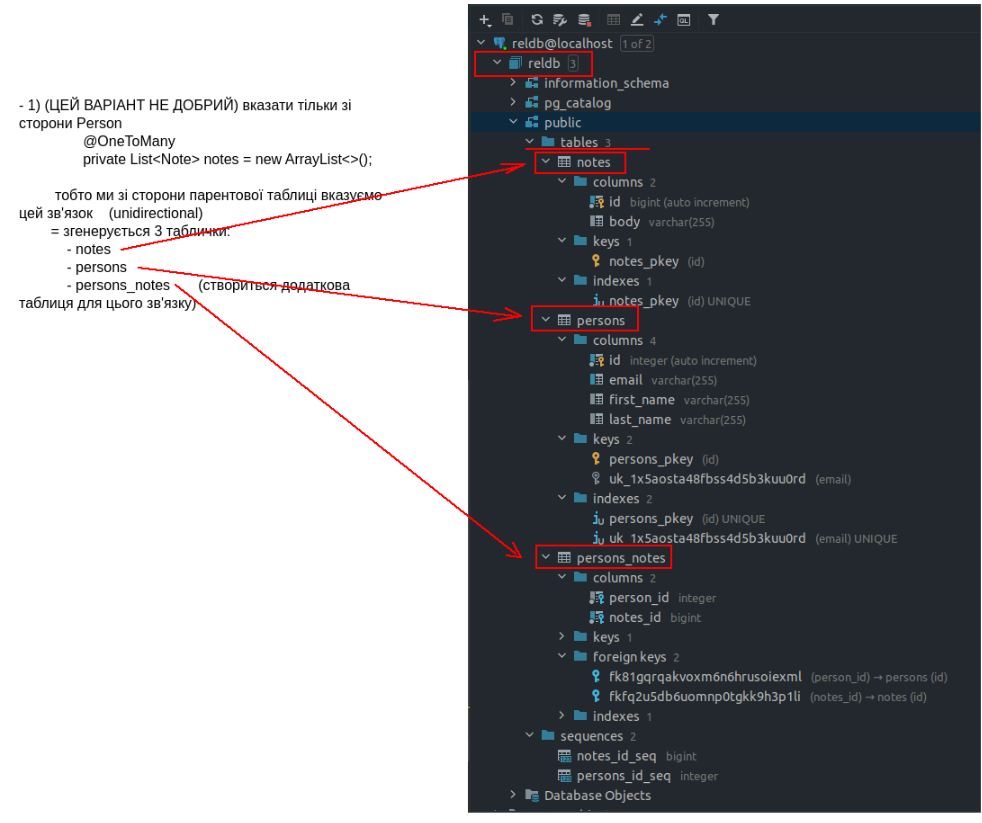 - 1) (ЦЕЙ ВАРІАНТ НЕ ДОБРИЙ) вказати тільки зі
сторони Person
@OneToMany
private List<Note> notes = new ArrayList<>();
тобто ми зі сторони парентової таблиці вказуємо
цей зв'язок (unidirectional)
= згенерується 3 таблички:
- notes
- persons
- persons_notes (створиться додаткова
таблиця для цього зв'язку)
reldb@localhost 1 of 2
reldb 3
information_schema
pg_catalog
public
tables 3
notes
columns 2
id bigint (auto increment)
body varchar(255)
keys 1
notes_pkey (id)
indexes 1
notes_pkey (id) UNIQUE
persons
columns 4
id integer (auto increment)
email varchar(255)
first_name varchar(255)
last_name varchar(255)
keys 2
persons_pkey (id)
uk_1x5aosta48fbss4d5b3kuu0rd (email)
indexes 2
persons_pkey (id) UNIQUE
uk_1x5aosta48fbss4d5b3kuu0rd (email) UNIQUE
persons_notes
columns 2
person_id integer
notes_id bigint
keys 1
foreign keys 2
fk81gqrqakvoxm6n6hrusoiexml (person_id) → persons (id)
fkfq2u5db6uomnp0tgkk9h3p1li (notes_id) → notes (id)
indexes 1
sequences 2
notes_id_seq bigint
persons_id_seq integer
Database Objects